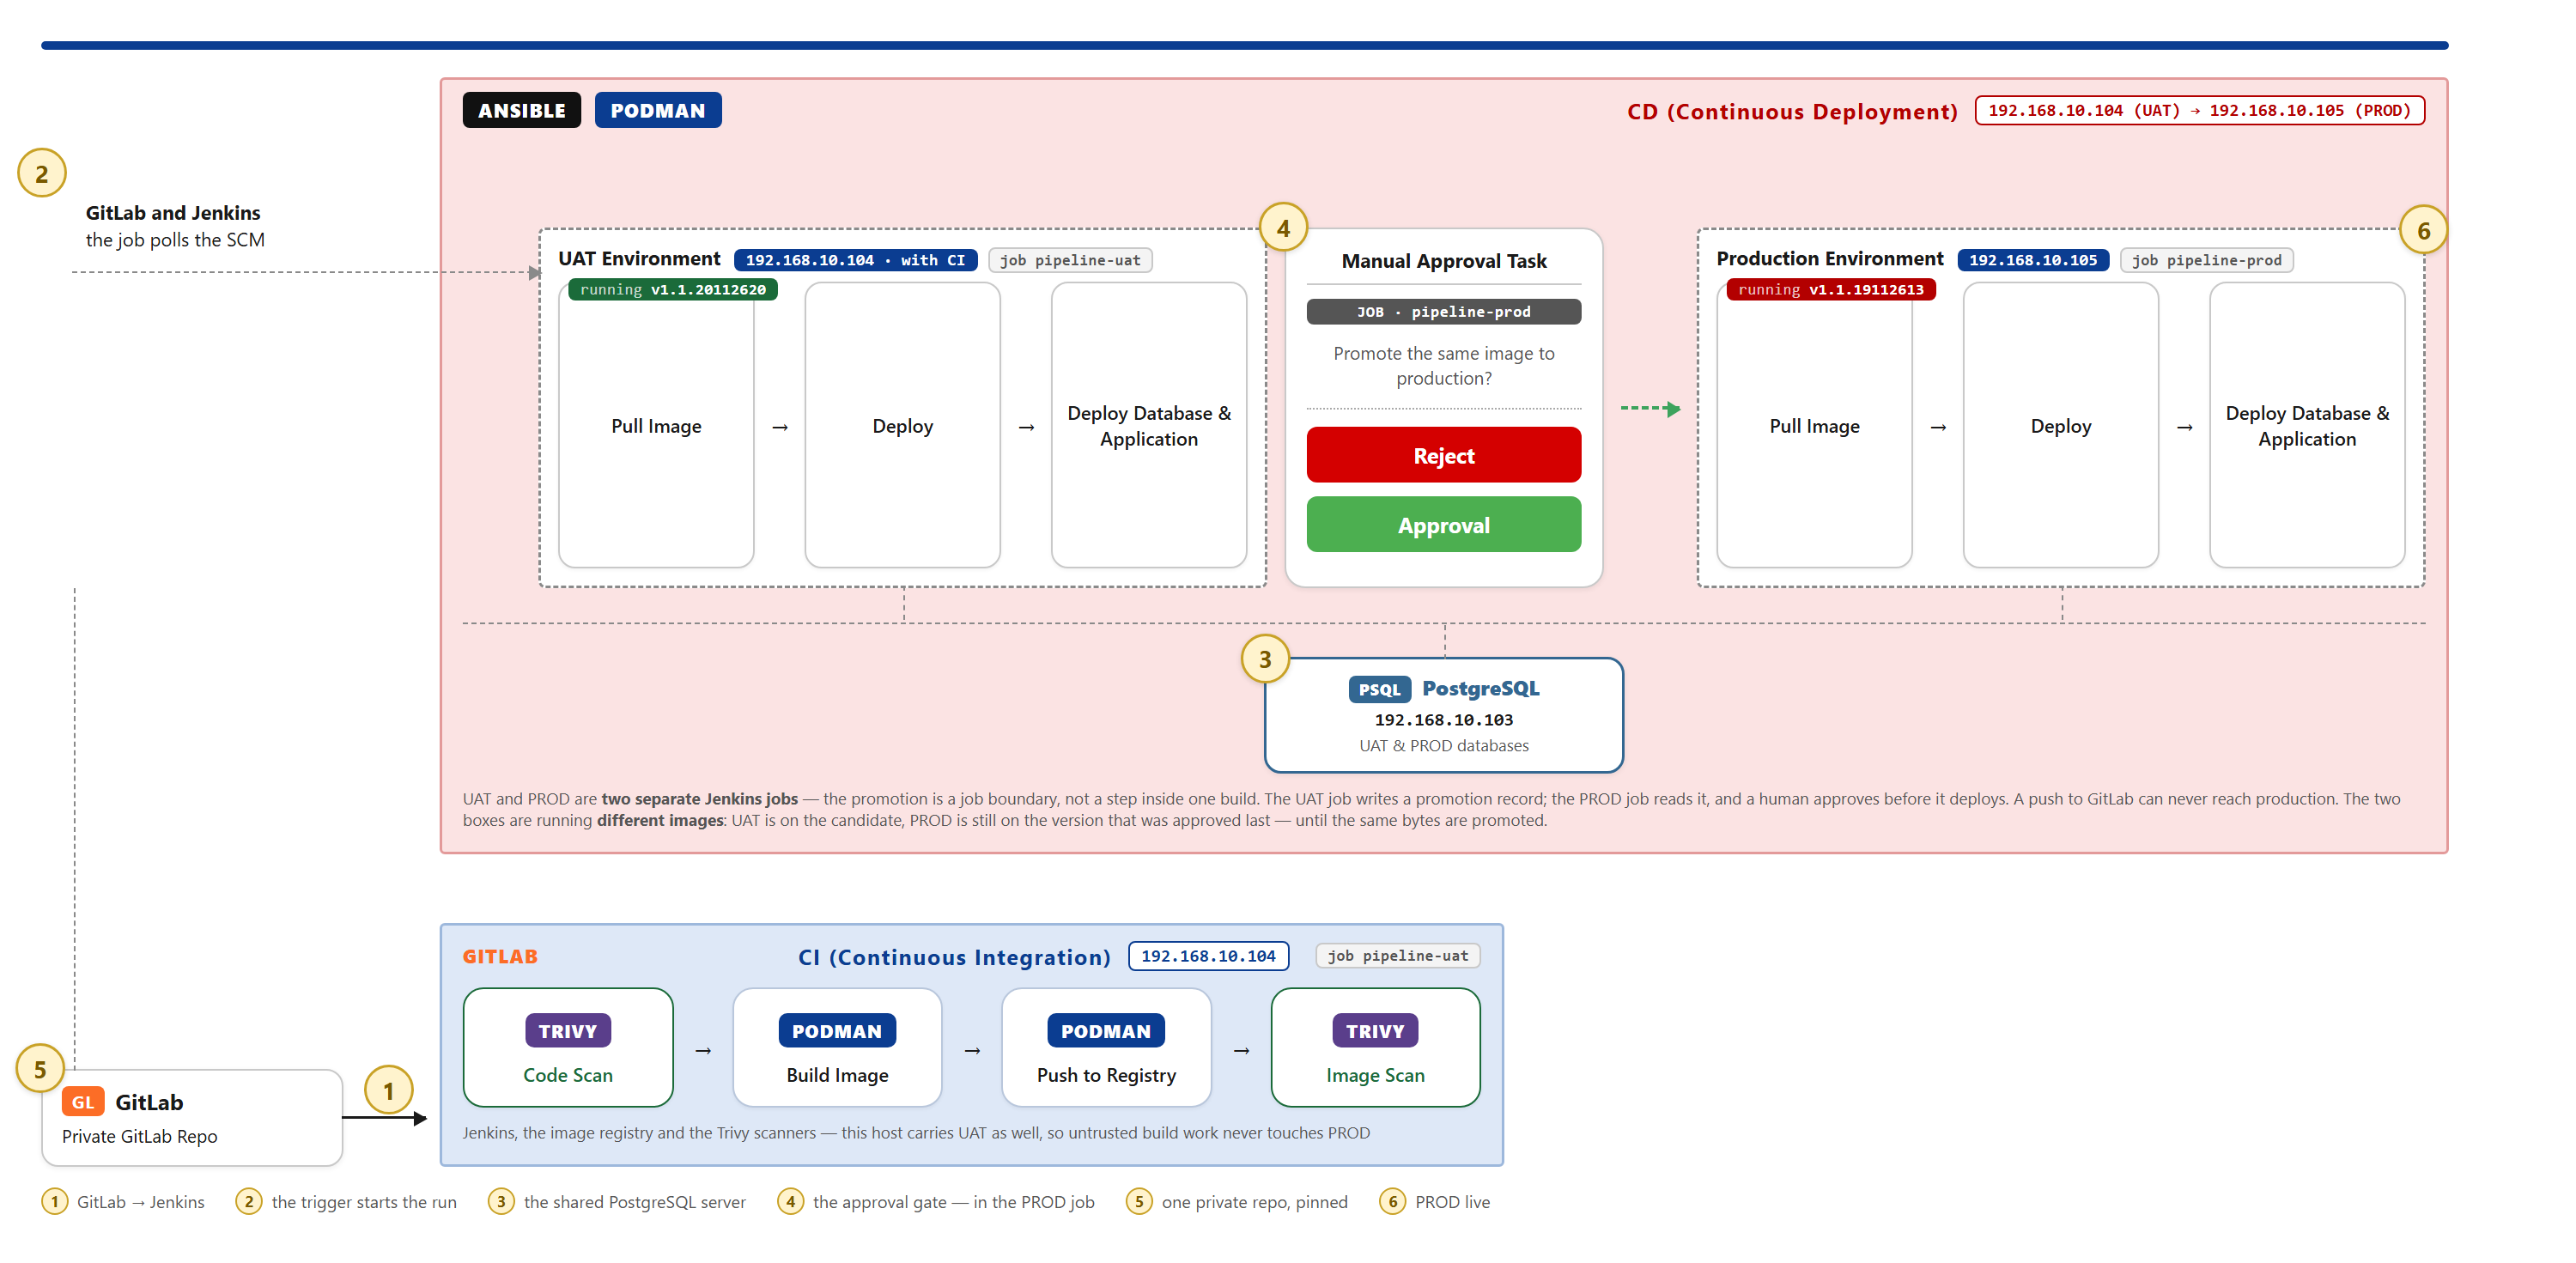 ANSIBLE PODMAN
CD (Continuous Deployment) 192.168.10.104 (UAT) → 192.168.10.105 (PROD)
2
GitLab and Jenkins
the job polls the SCM
UAT Environment 192.168.10.104 · with CI job pipeline-uat
running v1.1.20112620
Pull Image
→
Deploy
→
Deploy Database &
Application
4
Manual Approval Task
JOB · pipeline-prod
Promote the same image to
production?
Reject
Approval
6
Production Environment 192.168.10.105 job pipeline-prod
running v1.1.19112613
Pull Image
→
Deploy
→
Deploy Database &
Application
3
PSQL PostgreSQL
192.168.10.103
UAT & PROD databases
UAT and PROD are two separate Jenkins jobs — the promotion is a job boundary, not a step inside one build. The UAT job writes a promotion record; the PROD job reads it, and a human approves before it deploys. A push to GitLab can never reach production. The two
boxes are running different images: UAT is on the candidate, PROD is still on the version that was approved last — until the same bytes are promoted.
GITLAB
CI (Continuous Integration) 192.168.10.104 job pipeline-uat
TRIVY
Code Scan
→
PODMAN
Build Image
→
PODMAN
Push to Registry
→
TRIVY
Image Scan
Jenkins, the image registry and the Trivy scanners — this host carries UAT as well, so untrusted build work never touches PROD
5
GL GitLab
Private GitLab Repo
1
1 GitLab → Jenkins 2 the trigger starts the run 3 the shared PostgreSQL server 4 the approval gate — in the PROD job 5 one private repo, pinned 6 PROD live